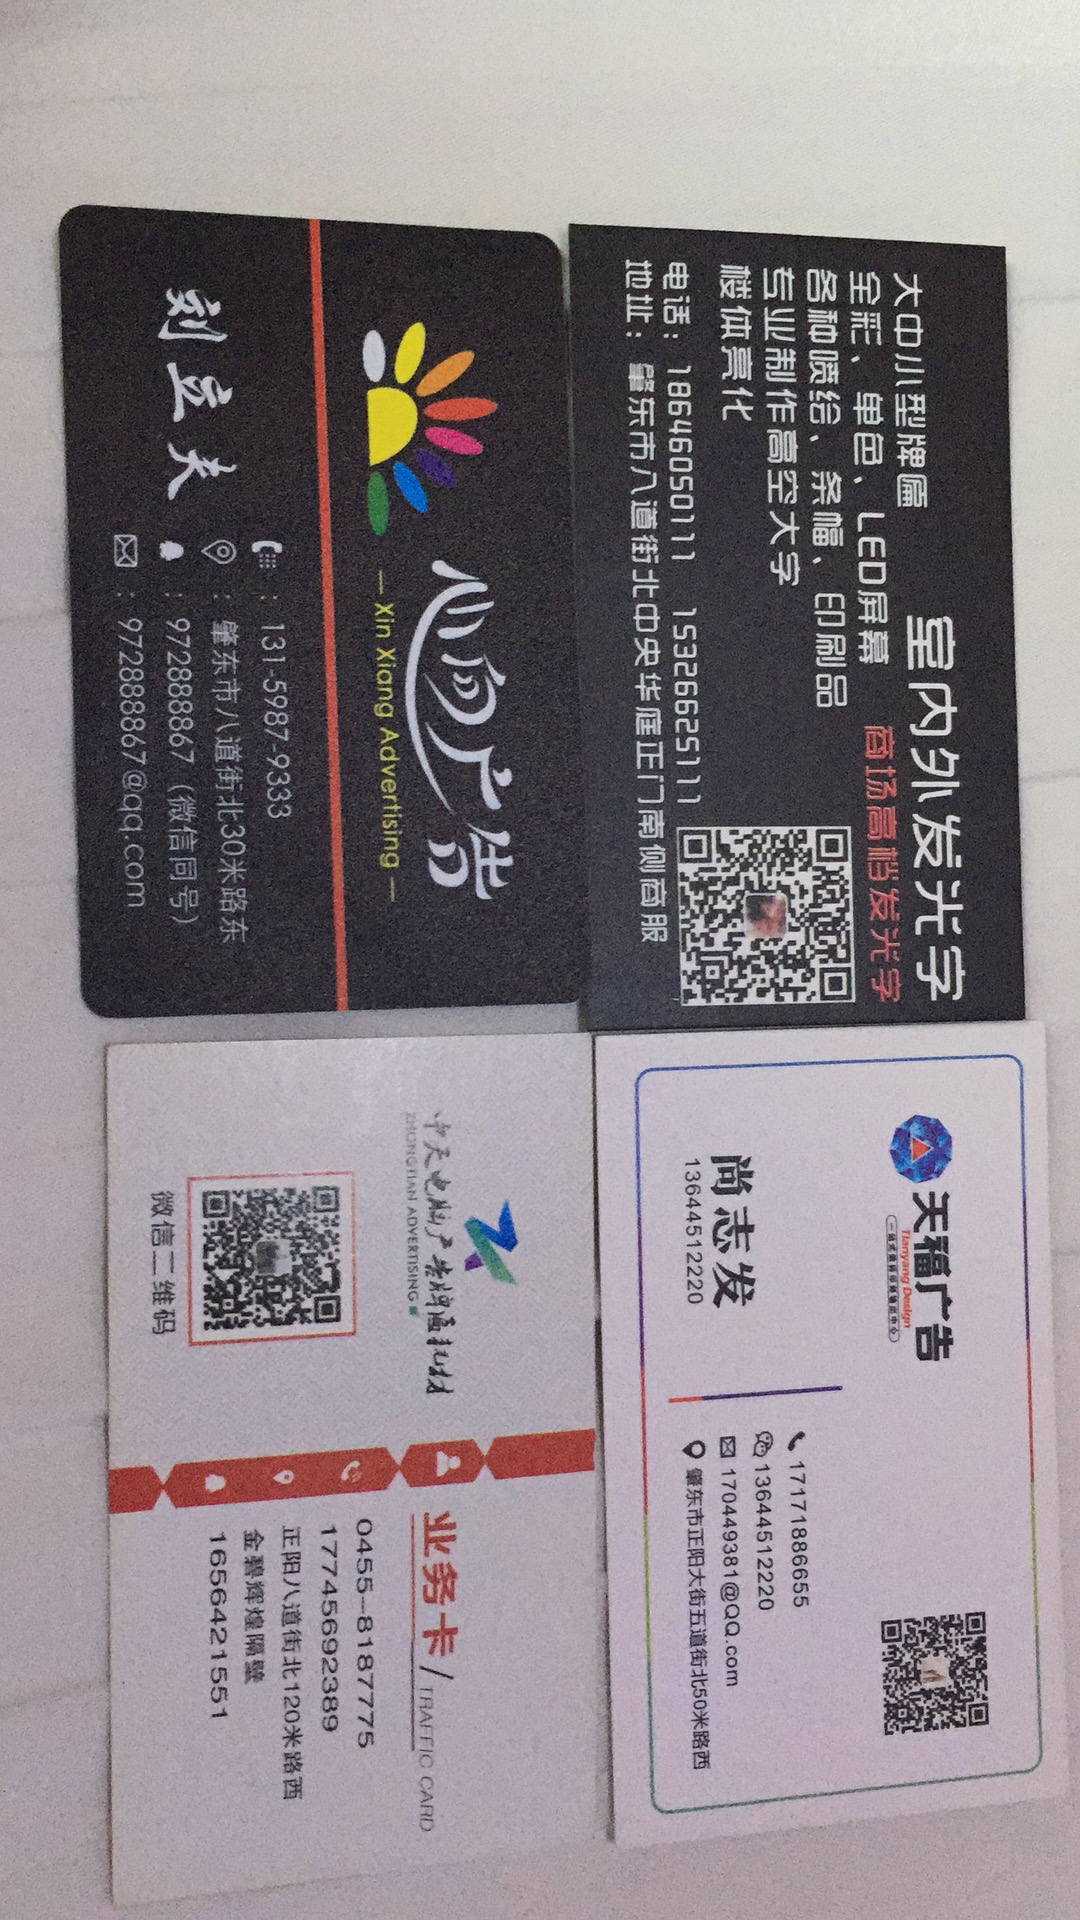 室内外发光字
商场高档发光字
大中小型牌匾
全彩、单色、LED屏幕
各种喷绘、条幅、印刷品
专业制作高空大字
楼体亮化
电话：18646050111 15326625111
地址：肇东市八道街北中央华庭正门南侧商服
心向广告
— Xin Xiang Advertising —
刘立夫
：131-5987-9333
：肇东市八道街北30米路东
：972888867（微信同号）
：972888867@qq.com
天福广告
Tianyang Design
尚志发
13644512220
17171886655
13644512220
170449381@QQ.com
肇东市正阳大街五道街北50米路西
中天电脑广告牌匾耗材
ZHONGTIAN ADVERTISING
微信二维码
业务卡/TRAFFIC CARD
0455-8187775
17745692389
正阳八道街北120米路西
金碧辉煌隔壁
1656421551